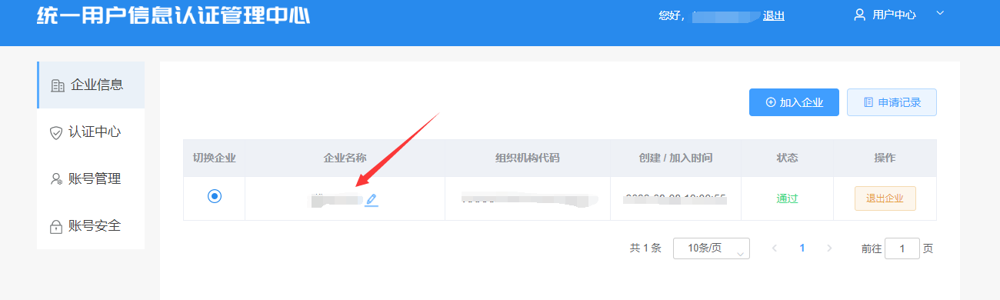 统一用户信息认证管理中心
您好， 退出 用户中心
企业信息
认证中心
账号管理
账号安全
加入企业 申请记录
切换企业 企业名称 组织机构代码 创建 / 加入时间 状态 操作
通过 退出企业
共 1 条 10条/页 1 前往 1 页